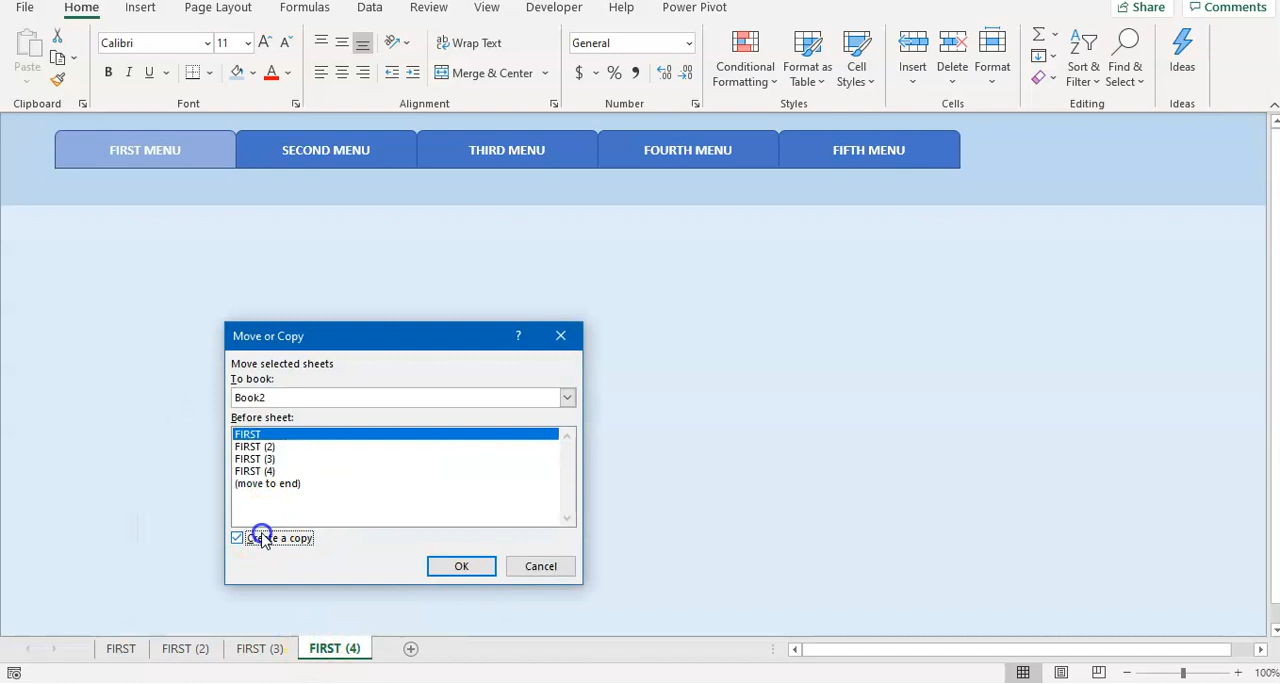 File Home Insert Page Layout Formulas Data Review View Developer Help Power Pivot Share Comments
Paste
Calibri 11 A A
B I U A
Wrap Text
Merge & Center
General
$ % ,
Conditional Formatting
Format as Table
Cell Styles
Insert Delete Format
Sort & Filter
Find & Select
Ideas
Clipboard Font Alignment Number Styles Cells Editing Ideas
FIRST MENU SECOND MENU THIRD MENU FOURTH MENU FIFTH MENU
Move or Copy ?
Move selected sheets
To book:
Book2
Before sheet:
FIRST
FIRST (2)
FIRST (3)
FIRST (4)
(move to end)
Create a copy
OK Cancel
FIRST FIRST (2) FIRST (3) FIRST (4)
100%